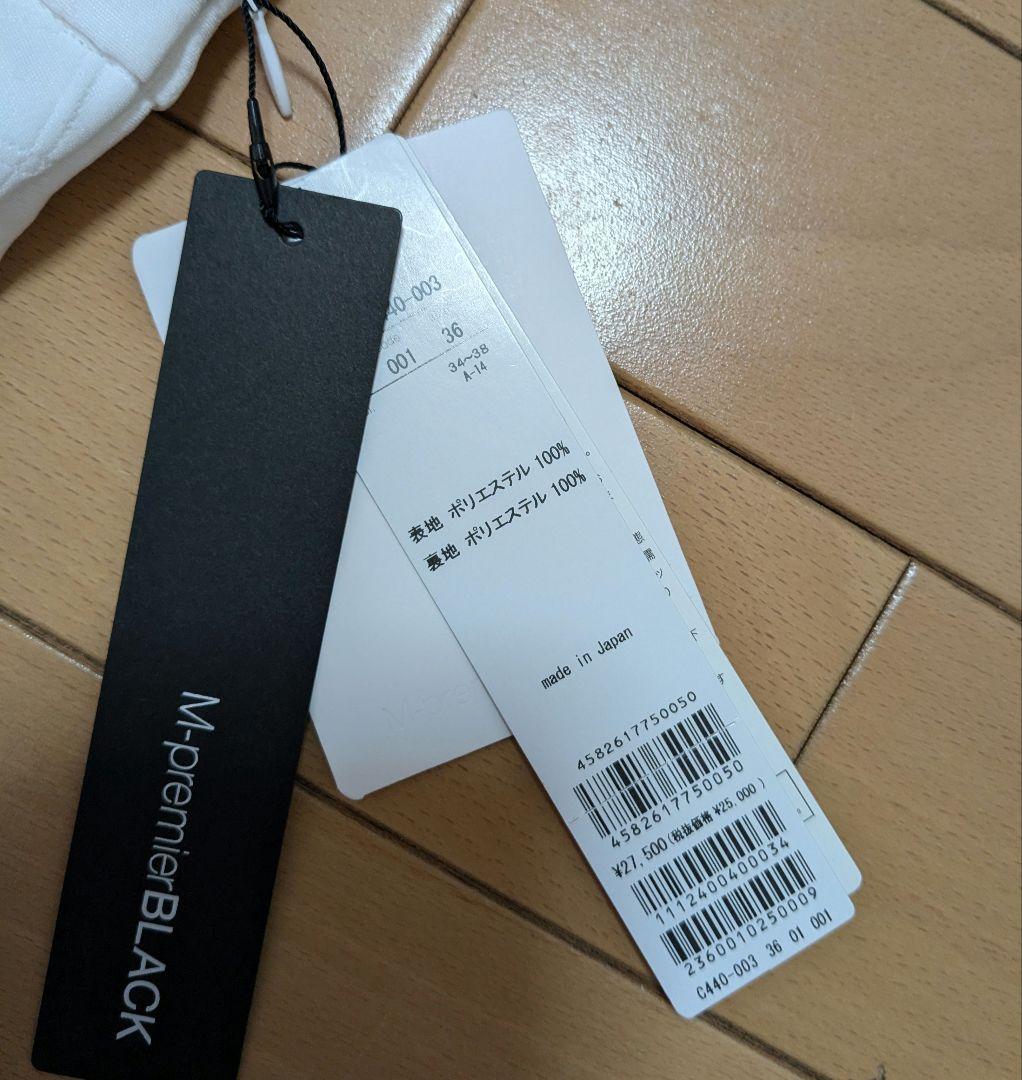 M-premierBLACK
40-003
001 36
34~38
A-14
表地 ポリエステル 100%
裏地 ポリエステル 100%
made in Japan
4582617750050
4582617750050
¥27,500(税抜価格 ¥25,000)
1112400400034
2360010250009
C440-003 36 01 001